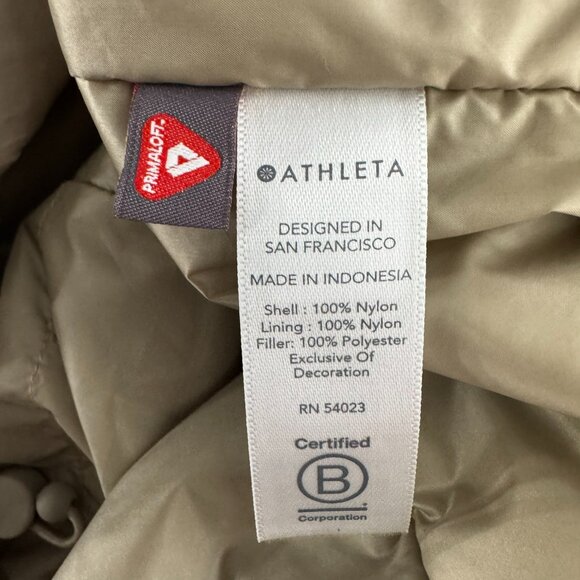 PRIMALOFT
ATHLETA
DESIGNED IN
SAN FRANCISCO
MADE IN INDONESIA
Shell : 100% Nylon
Lining : 100% Nylon
Filler: 100% Polyester
Exclusive Of
Decoration
RN 54023
Certified
B
Corporation